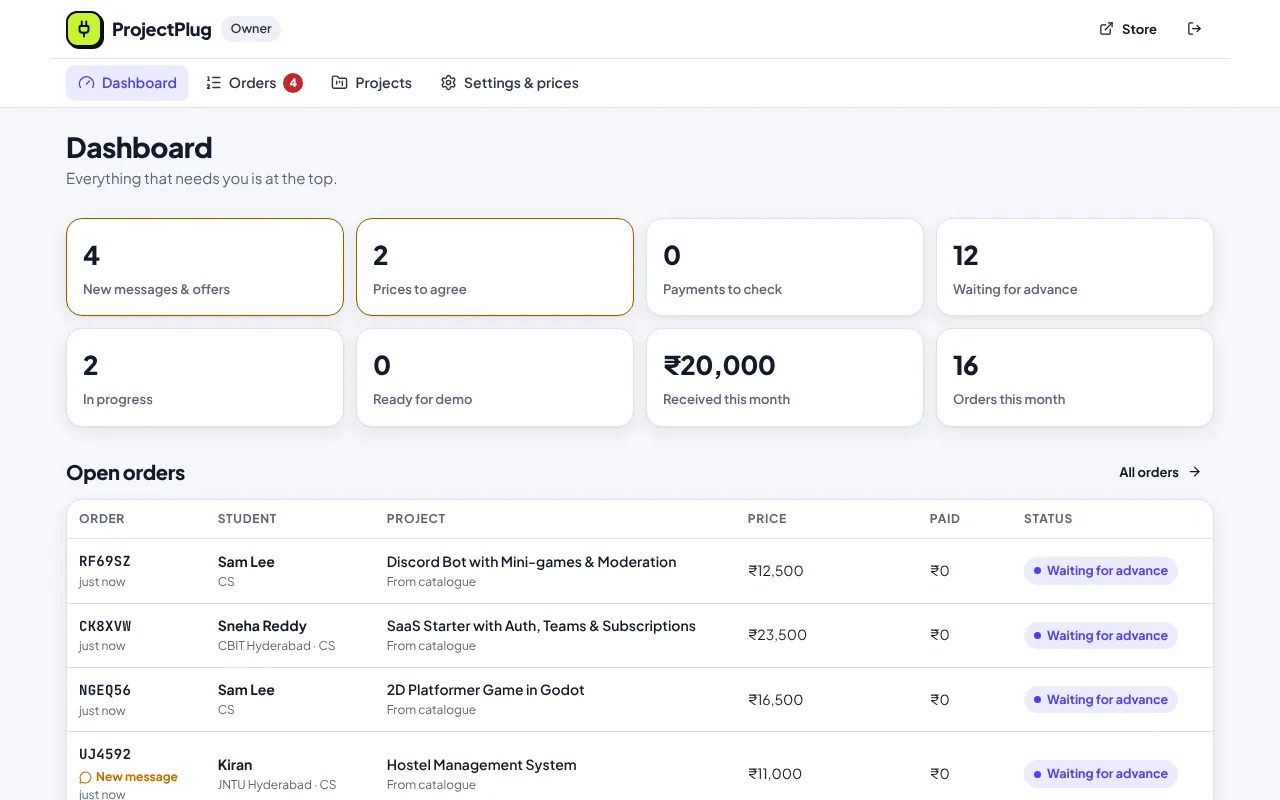 ProjectPlug Owner Store
Dashboard Orders 4 Projects Settings & prices
Dashboard
Everything that needs you is at the top.
4 2 0 12
New messages & offers Prices to agree Payments to check Waiting for advance
2 0 ₹20,000 16
In progress Ready for demo Received this month Orders this month
Open orders All orders
ORDER STUDENT PROJECT PRICE PAID STATUS
RF69SZ Sam Lee Discord Bot with Mini-games & Moderation ₹12,500 ₹0 Waiting for advance
just now CS From catalogue
CK8XVW Sneha Reddy SaaS Starter with Auth, Teams & Subscriptions ₹23,500 ₹0 Waiting for advance
just now CBIT Hyderabad · CS From catalogue
NGEQ56 Sam Lee 2D Platformer Game in Godot ₹16,500 ₹0 Waiting for advance
just now CS From catalogue
UJ4592
Kiran Hostel Management System ₹11,000 ₹0 Waiting for advance
New message JNTU Hyderabad · CS From catalogue
just now